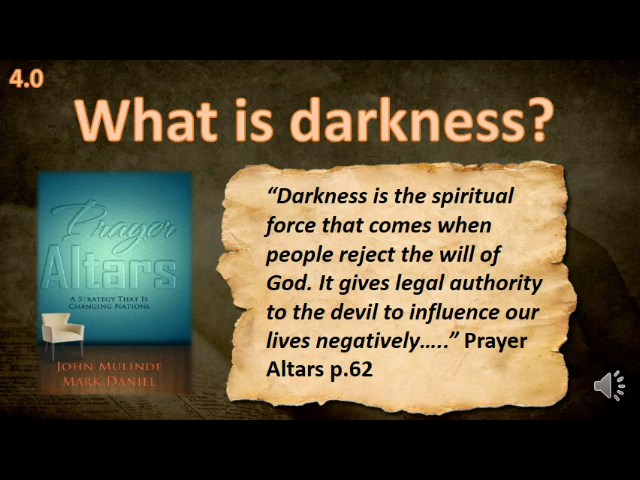 4.0
What is darkness?
Prayer
Altars
A Strategy That Is
Changing Nations
John Mulinde
Mark Daniel
“Darkness is the spiritual
force that comes when
people reject the will of
God. It gives legal authority
to the devil to influence our
lives negatively…..” Prayer
Altars p.62